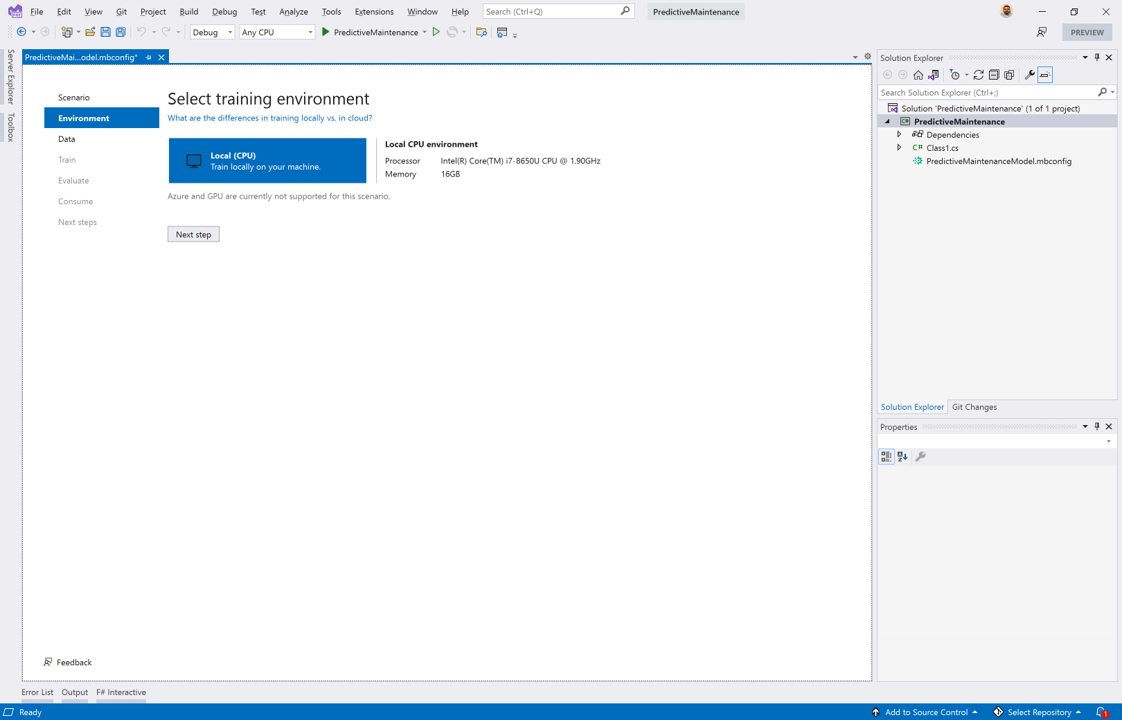 File Edit View Git Project Build Debug Test Analyze Tools Extensions Window Help Search (Ctrl+Q) PredictiveMaintenance
Debug Any CPU PredictiveMaintenance PREVIEW
Server Explorer
Toolbox
PredictiveMai...odel.mbconfig*
Scenario
Environment
Data
Train
Evaluate
Consume
Next steps
Select training environment
What are the differences in training locally vs. in cloud?
Local (CPU)
Train locally on your machine.
Local CPU environment
Processor Intel(R) Core(TM) i7-8650U CPU @ 1.90GHz
Memory 16GB
Azure and GPU are currently not supported for this scenario.
Next step
Feedback
Solution Explorer
Search Solution Explorer (Ctrl+;)
Solution 'PredictiveMaintenance' (1 of 1 project)
C# PredictiveMaintenance
Dependencies
C# Class1.cs
PredictiveMaintenanceModel.mbconfig
Solution Explorer Git Changes
Properties
Error List Output F# Interactive
Ready Add to Source Control Select Repository 1